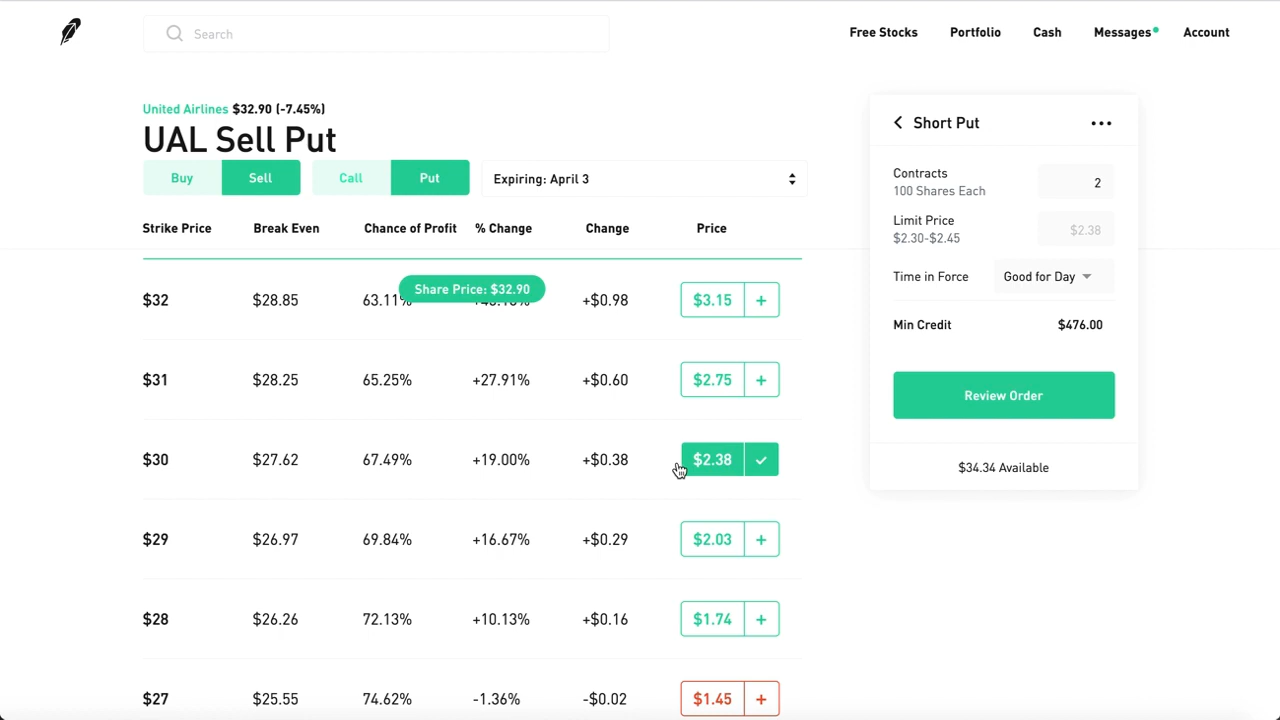 Search
Free Stocks Portfolio Cash Messages Account
United Airlines $32.90 (-7.45%)
UAL Sell Put
Buy Sell Call Put Expiring: April 3
Strike Price Break Even Chance of Profit % Change Change Price
Share Price: $32.90
$32 $28.85 63.11% +$0.98 $3.15 +
$31 $28.25 65.25% +27.91% +$0.60 $2.75 +
$30 $27.62 67.49% +19.00% +$0.38 $2.38
$29 $26.97 69.84% +16.67% +$0.29 $2.03 +
$28 $26.26 72.13% +10.13% +$0.16 $1.74 +
$27 $25.55 74.62% -1.36% -$0.02 $1.45 +
Short Put
Contracts
100 Shares Each
2
Limit Price
$2.30-$2.45
$2.38
Time in Force Good for Day
Min Credit $476.00
Review Order
$34.34 Available